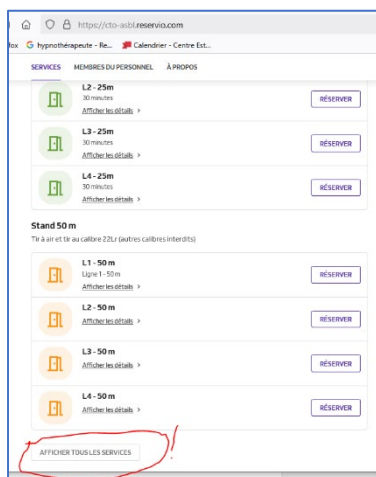 https://cto-asbl.reservio.com
fox G hypnothérapeute - Re... Calendrier - Centre Est...
SERVICES MEMBRES DU PERSONNEL À PROPOS
L2 - 25m
30 minutes
Afficher les détails >
RÉSERVER
L3 - 25m
30 minutes
Afficher les détails >
RÉSERVER
L4 - 25m
30 minutes
Afficher les détails >
RÉSERVER
Stand 50 m
Tir à air et tir au calibre 22Lr (autres calibres interdits)
L1 - 50 m
Ligne 1 - 50 m
Afficher les détails >
RÉSERVER
L2 - 50 m
Afficher les détails >
RÉSERVER
L3 - 50 m
Afficher les détails >
RÉSERVER
L4 - 50 m
Afficher les détails >
RÉSERVER
AFFICHER TOUS LES SERVICES
!